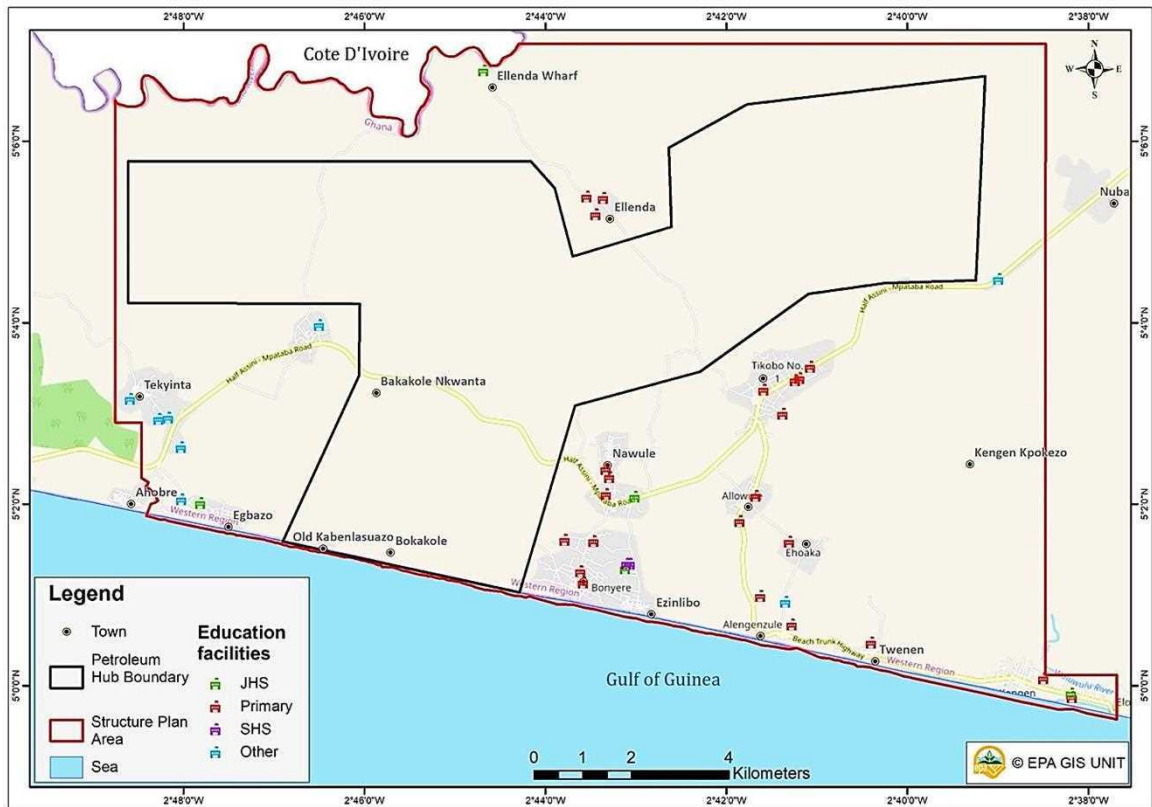 2°48'0"W
2°46'0"W
2°44'0"W
2°42'0"W
2°40'0"W
2°38'0"W
Cote D'Ivoire
Ellenda Wharf
Ghana
N
W
E
S
5°6'0"N
5°6'0"N
Nuba
Ellenda
Half Assini - Mpataba Road
5°4'0"N
5°4'0"N
Half Assini - Mpataba Road
Tikobo No.
1
Tekyinta
Bakakole Nkwanta
Nawule
Kengen Kpokezo
Half Assini - Mpataba Road
5°2'0"N
5°2'0"N
Ahobre
Western Region
Egbazo
Allow
Ehoaka
Old Kabenlasuazo
Bokakole
Western Region
Bonyere
Ezinlibo
Alengenzule
Beach Trunk Highway
Twenen
Western Region
River
5°0'0"N
5°0'0"N
Gulf of Guinea
Legend
Town
Petroleum
Hub Boundary
Structure Plan
Area
Sea
Education
facilities
JHS
Primary
SHS
Other
0 1 2 4
Kilometers
© EPA GIS UNIT
2°48'0"W
2°46'0"W
2°44'0"W
2°42'0"W
2°40'0"W
2°38'0"W